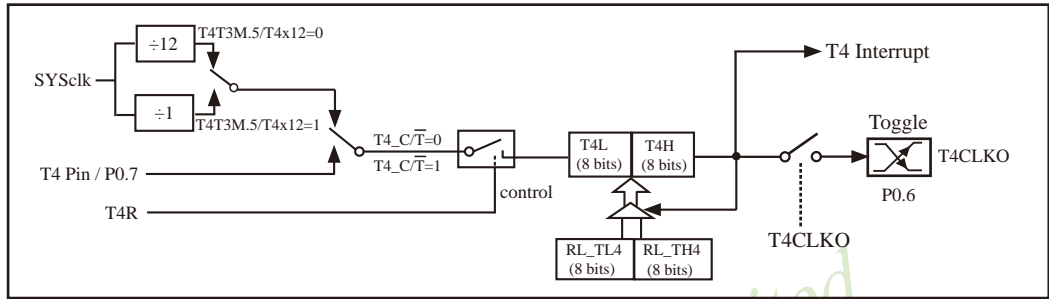 T4T3M.5/T4x12=0
÷12
SYSclk
÷1
T4T3M.5/T4x12=1
T4_C/T̅=0
T4_C/T̅=1
T4 Pin / P0.7
T4R
control
T4L
(8 bits)
T4H
(8 bits)
RL_TL4
(8 bits)
RL_TH4
(8 bits)
T4 Interrupt
Toggle
T4CLKO
P0.6
T4CLKO